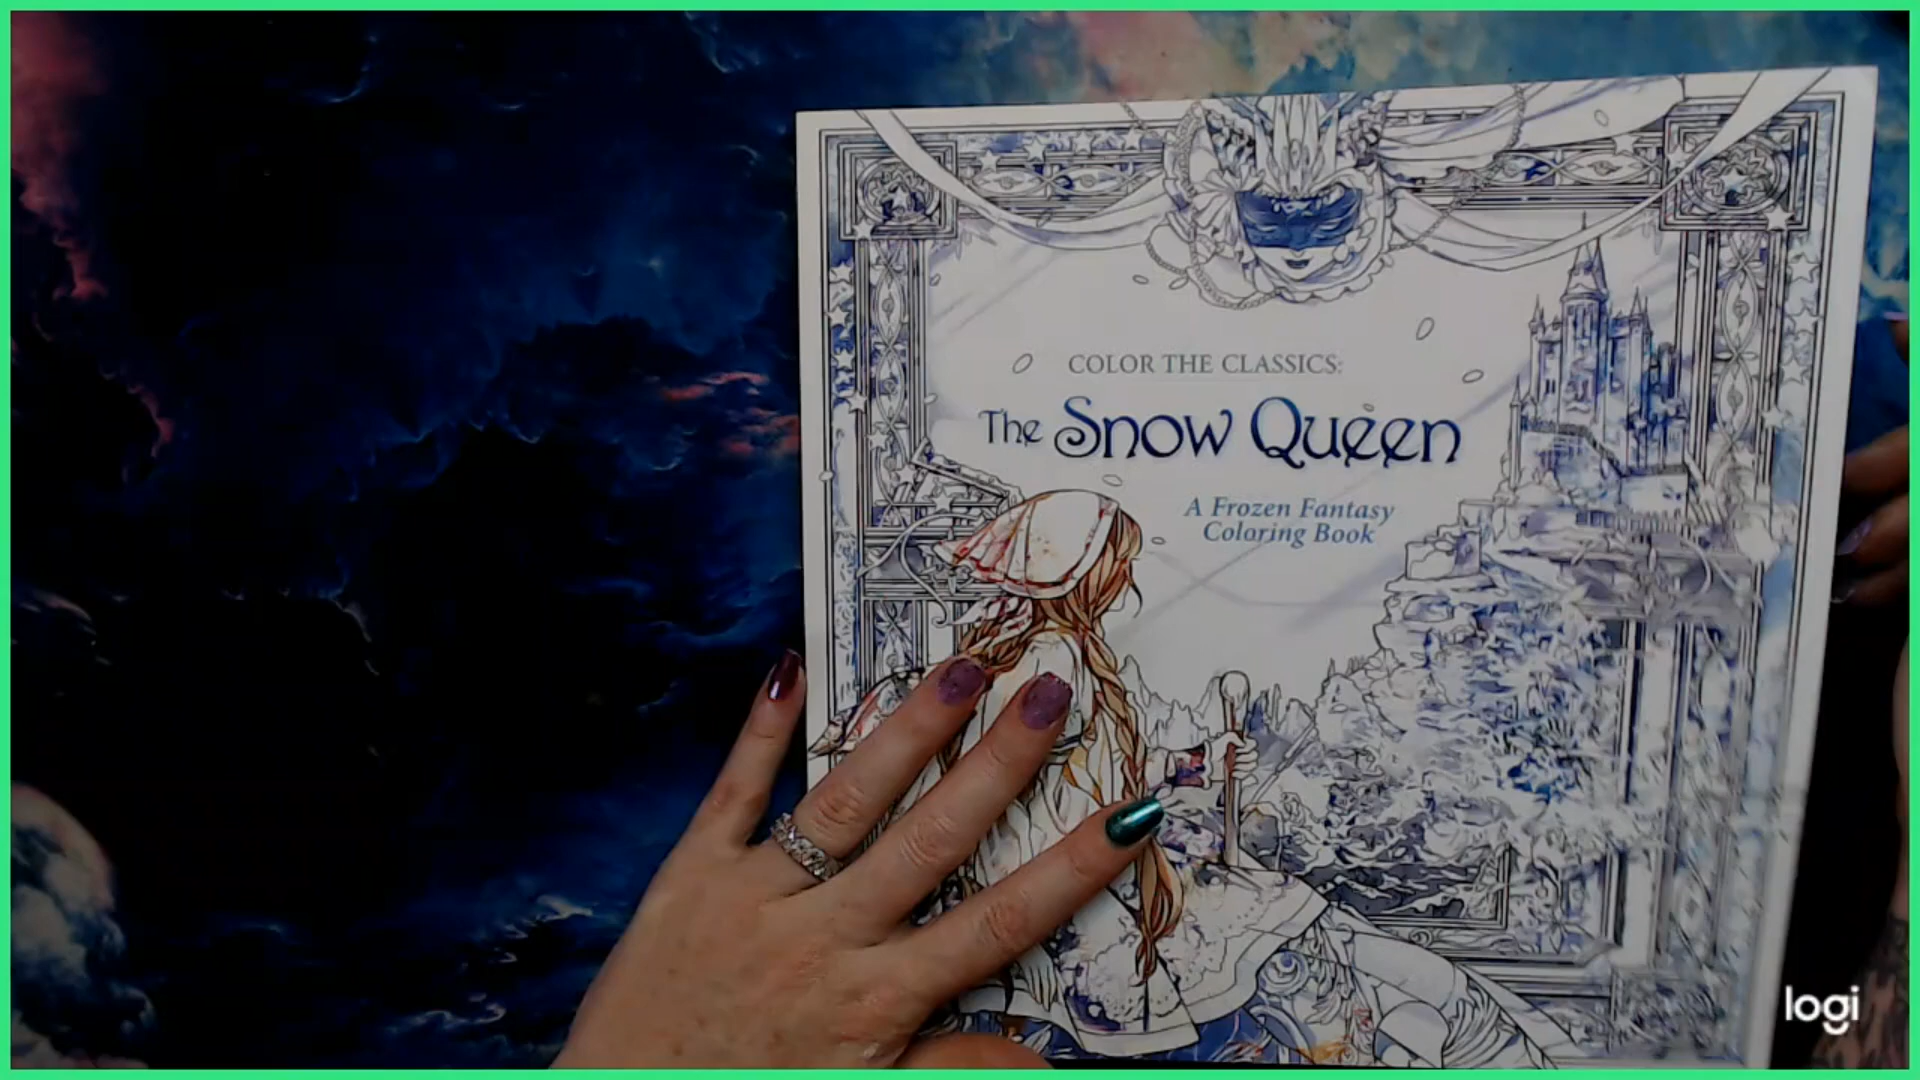 COLOR THE CLASSICS:
The Snow Queen
A Frozen Fantasy
Coloring Book
logi